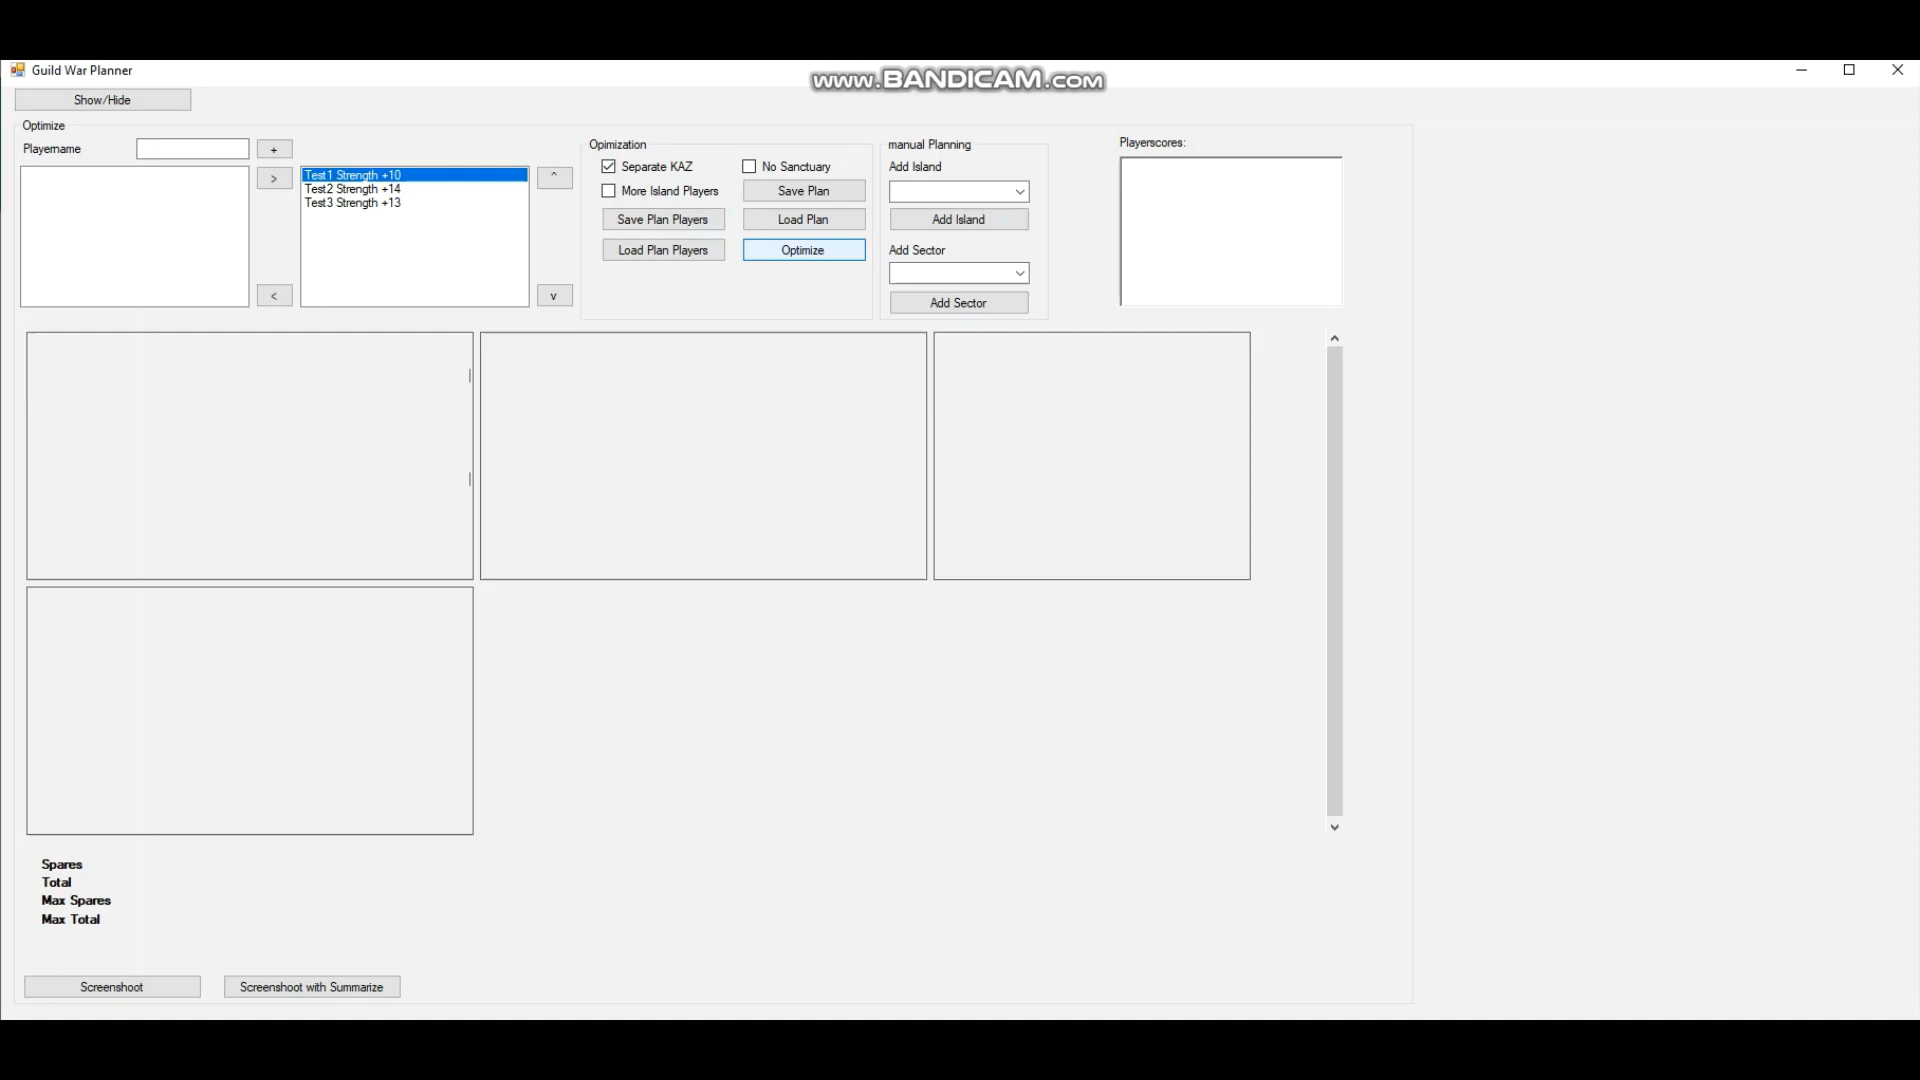 Guild War Planner
www.BANDICAM.com
Show/Hide
Optimize
Playername
+
>
<
Test1 Strength +10
Test2 Strength +14
Test3 Strength +13
^
v
Opimization
Separate KAZ
No Sanctuary
More Island Players
Save Plan
Save Plan Players
Load Plan
Load Plan Players
Optimize
manual Planning
Add Island
Add Island
Add Sector
Add Sector
Playerscores:
Spares
Total
Max Spares
Max Total
Screenshoot
Screenshoot with Summarize